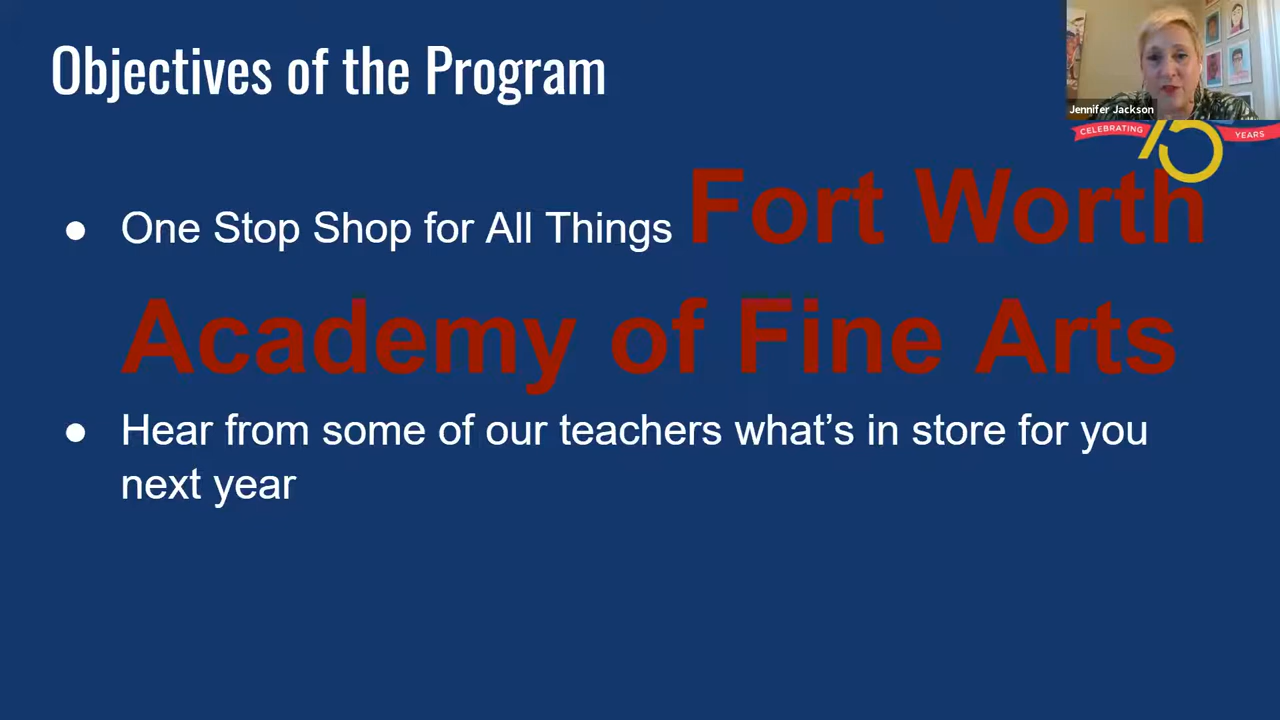 Objectives of the Program
Jennifer Jackson
CELEBRATING YEARS
● One Stop Shop for All Things Fort Worth
Academy of Fine Arts
● Hear from some of our teachers what’s in store for you
next year